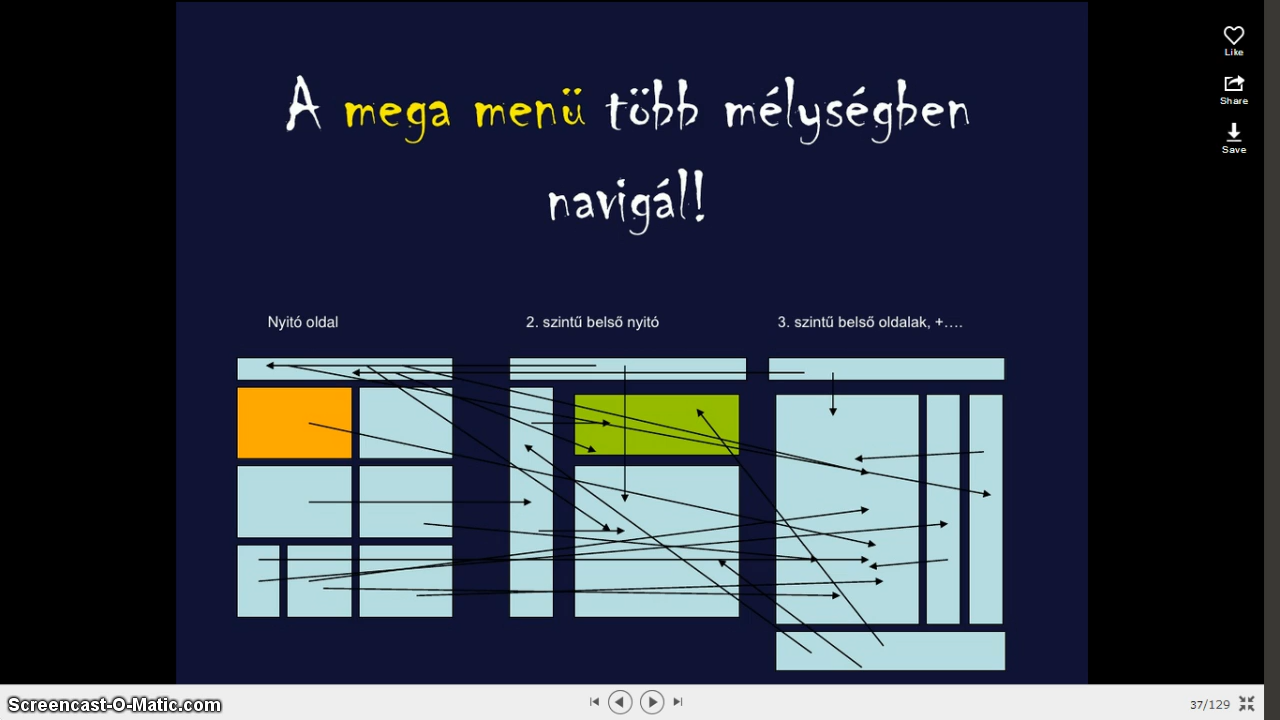 A mega menü több mélységben
navigál!
Like
Share
Save
Nyitó oldal
2. szintű belső nyitó
3. szintű belső oldalak, +….
Screencast-O-Matic.com
37/129